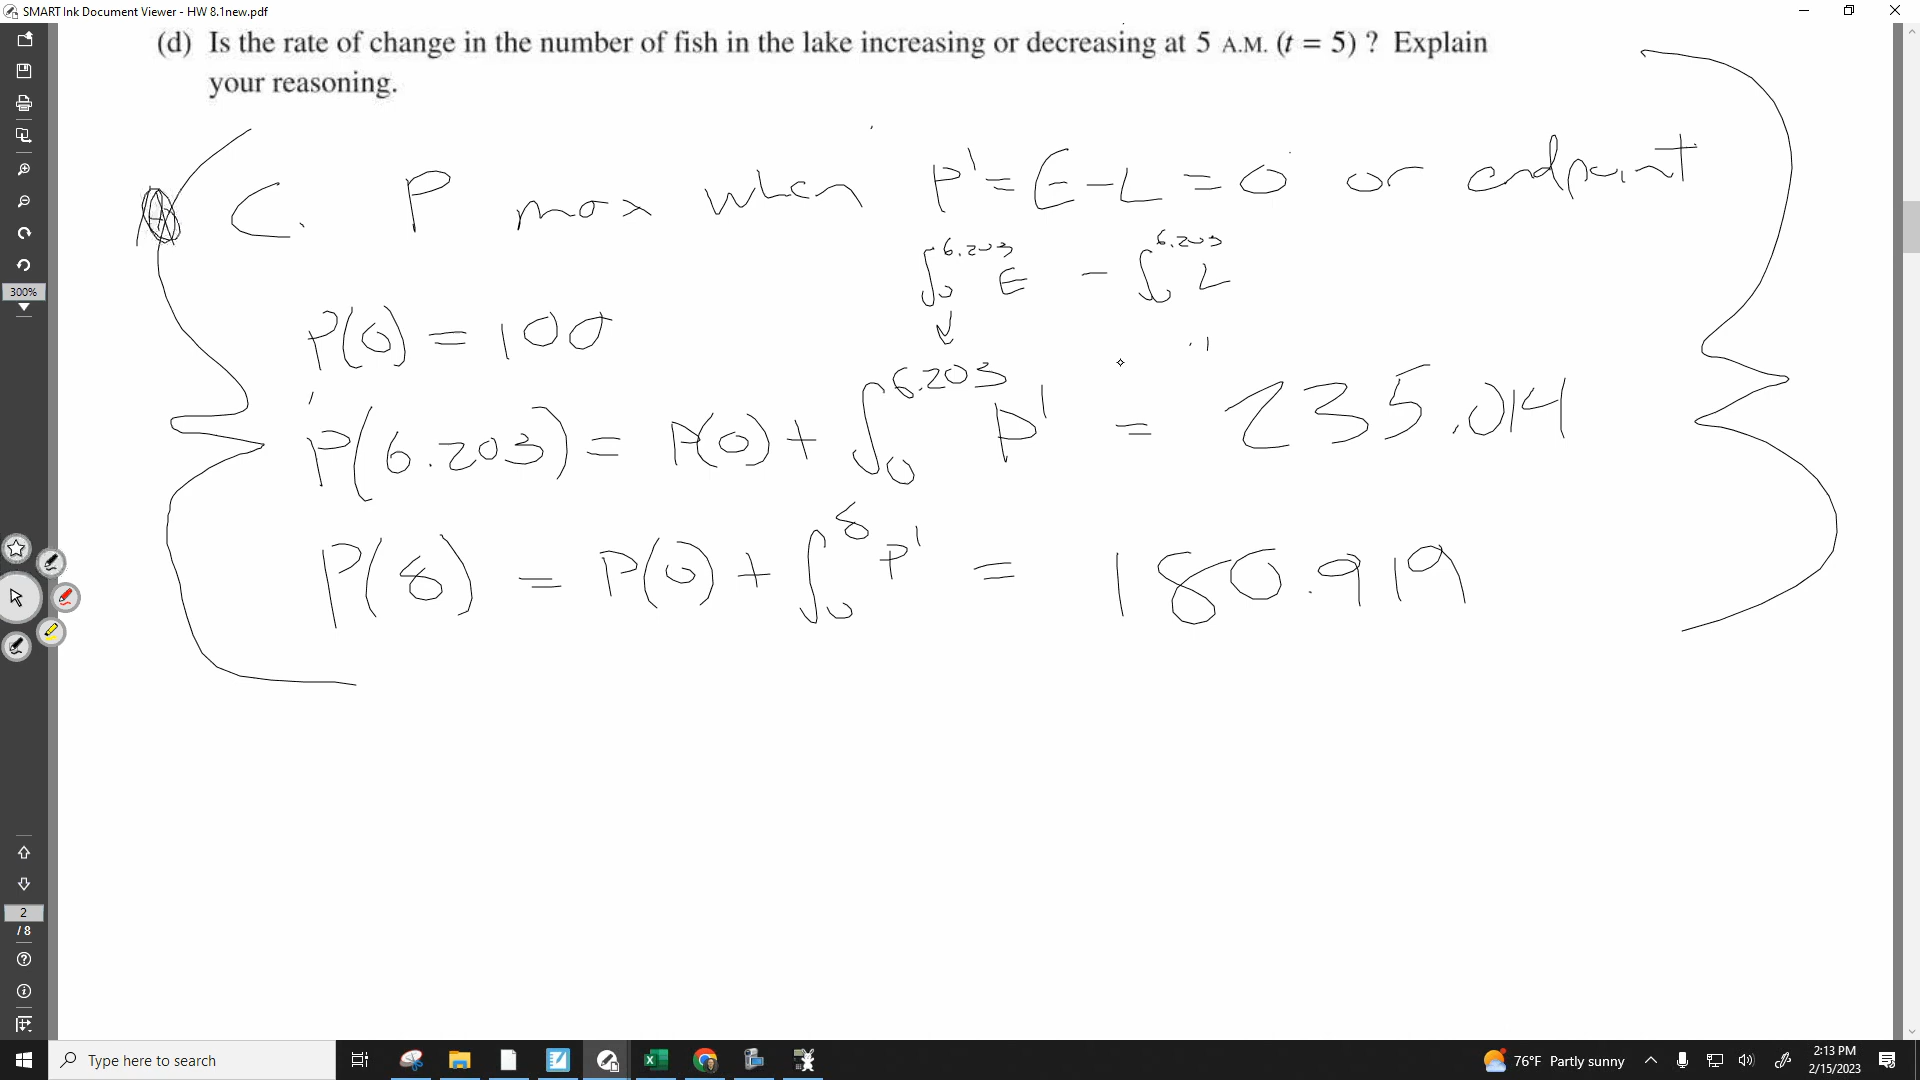 SMART Ink Document Viewer - HW 8.1new.pdf
(d) Is the rate of change in the number of fish in the lake increasing or decreasing at 5 A.M. (t = 5) ? Explain
your reasoning.
C. P max when P' = E - L = 0 or endpoint
∫₀^6.203 E - ∫₀^6.203 L
P(0) = 100
P(6.203) = P(0) + ∫₀^6.203 P' = 235.014
P(8) = P(0) + ∫₀^8 P' = 180.919
300%
2
/ 8
Type here to search
76°F Partly sunny
2:13 PM
2/15/2023